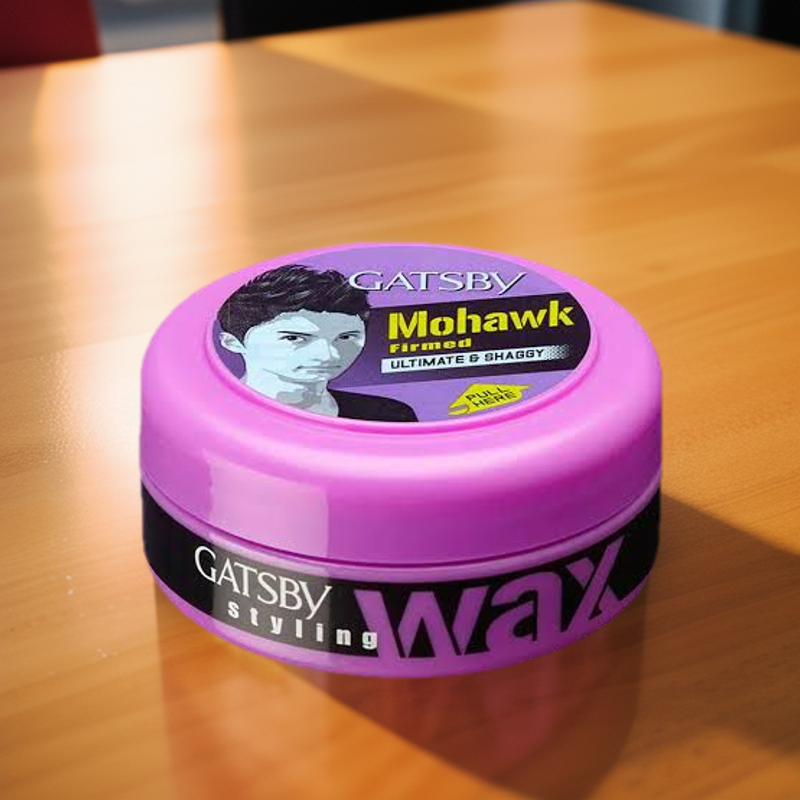 GATSBY
Mohawk
Firmed
ULTIMATE & SHAGGY
PULL
HERE
GATSBY
styling
wax